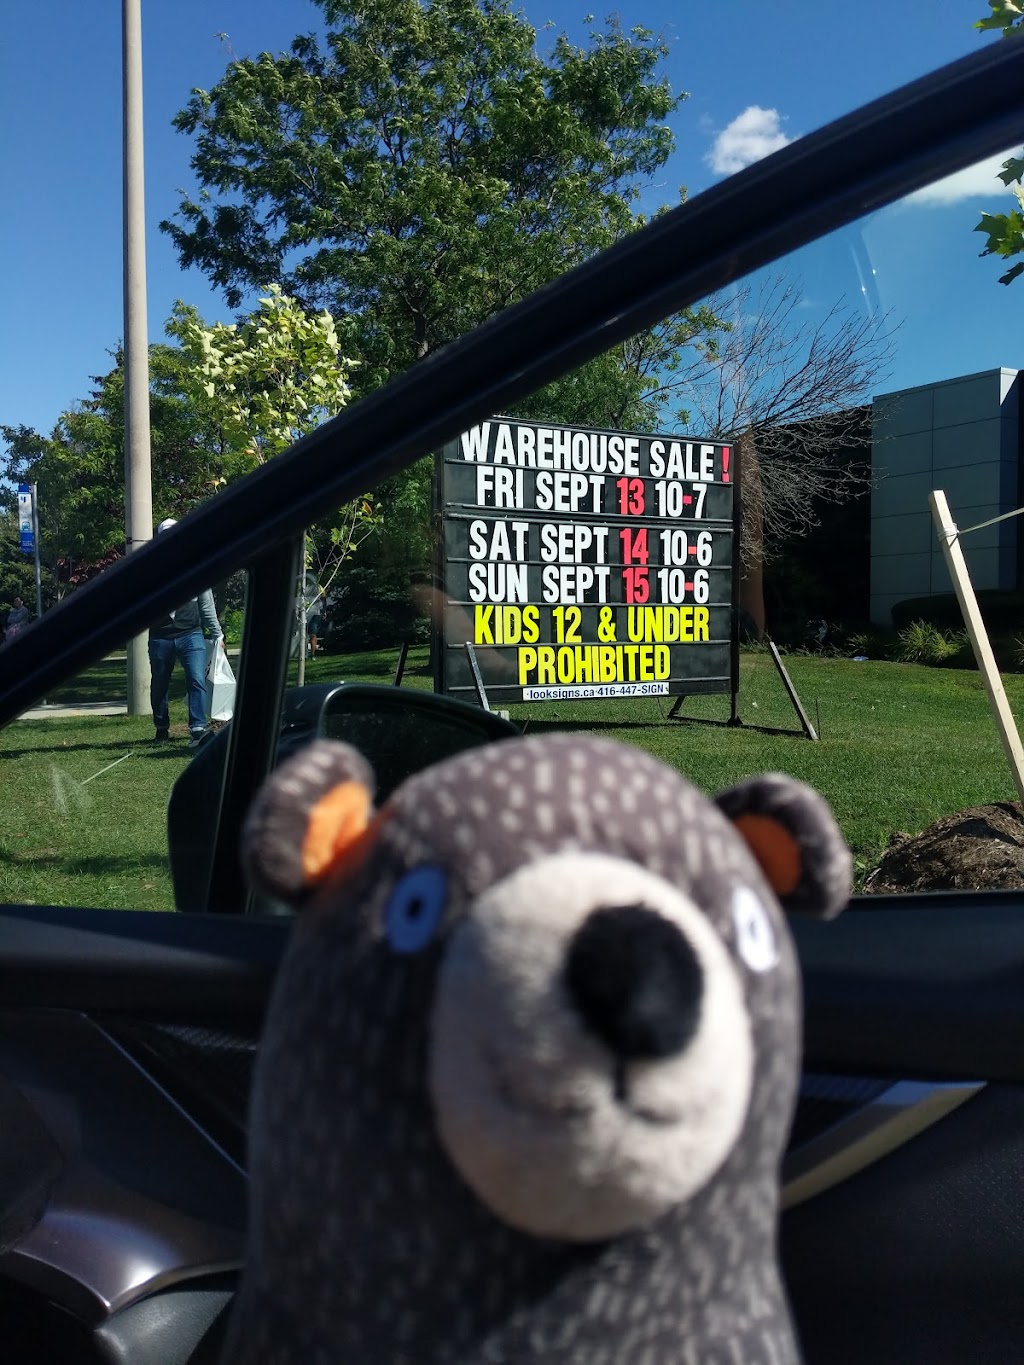 WAREHOUSE SALE!
FRI SEPT 13 10-7
SAT SEPT 14 10-6
SUN SEPT 15 10-6
KIDS 12 & UNDER
PROHIBITED
looksigns.ca 416-447-SIGN